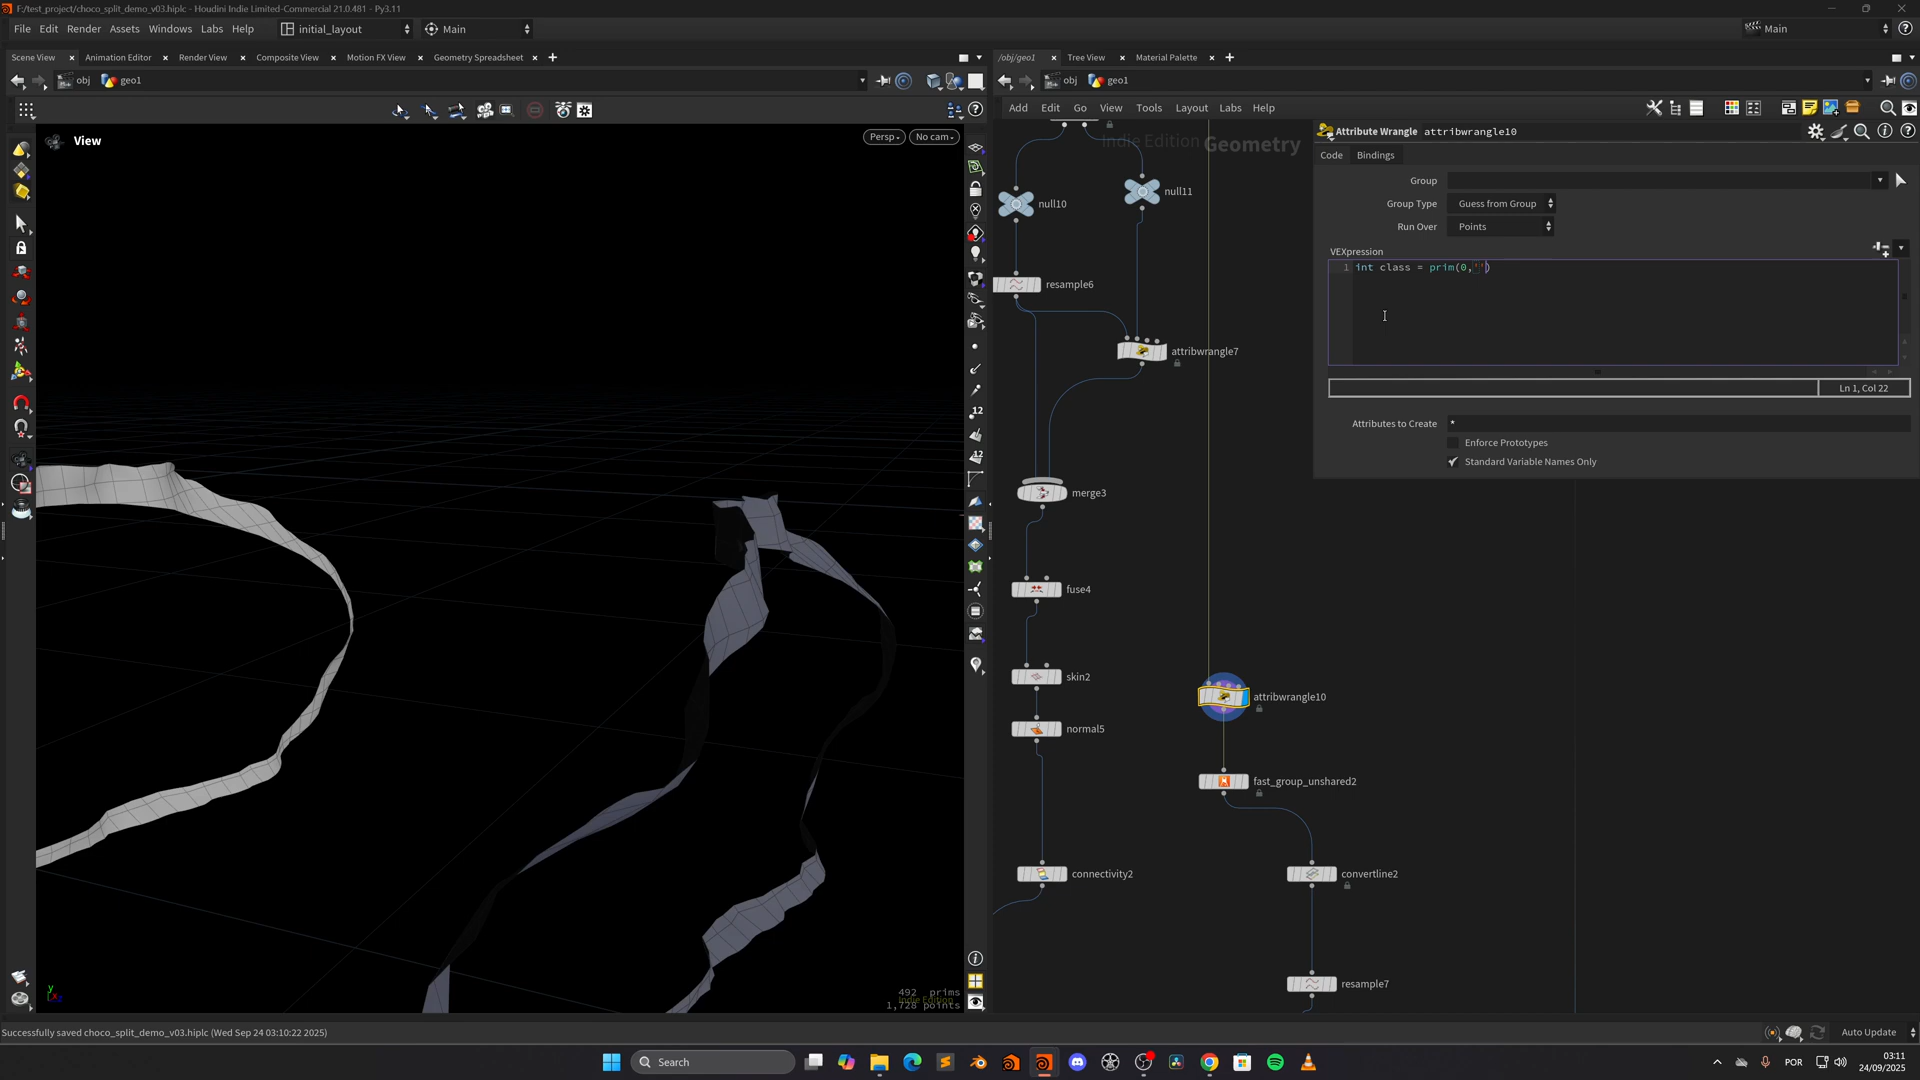 F:/test_project/choco_split_demo_v03.hiplc - Houdini Indie Limited-Commercial 21.0.481 - Py3.11
File Edit Render Assets Windows Labs Help initial_layout Main Main
Scene View Animation Editor Render View Composite View Motion FX View Geometry Spreadsheet
/obj/geo1 Tree View Material Palette
obj geo1
obj geo1
Add Edit Go View Tools Layout Labs Help
View
Persp No cam
Indie Edition Geometry
null10
null11
resample6
attribwrangle7
merge3
fuse4
skin2
normal5
attribwrangle10
fast_group_unshared2
connectivity2
convertline2
resample7
Attribute Wrangle attribwrangle10
Code Bindings
Group
Group Type Guess from Group
Run Over Points
VEXpression
1 int class = prim(0,'')
Ln 1, Col 22
Attributes to Create *
Enforce Prototypes
Standard Variable Names Only
12
12
492 prims
Indie Edition
1,728 points
y
Successfully saved choco_split_demo_v03.hiplc (Wed Sep 24 03:10:22 2025)
Auto Update
Search
POR
03:11
24/09/2025